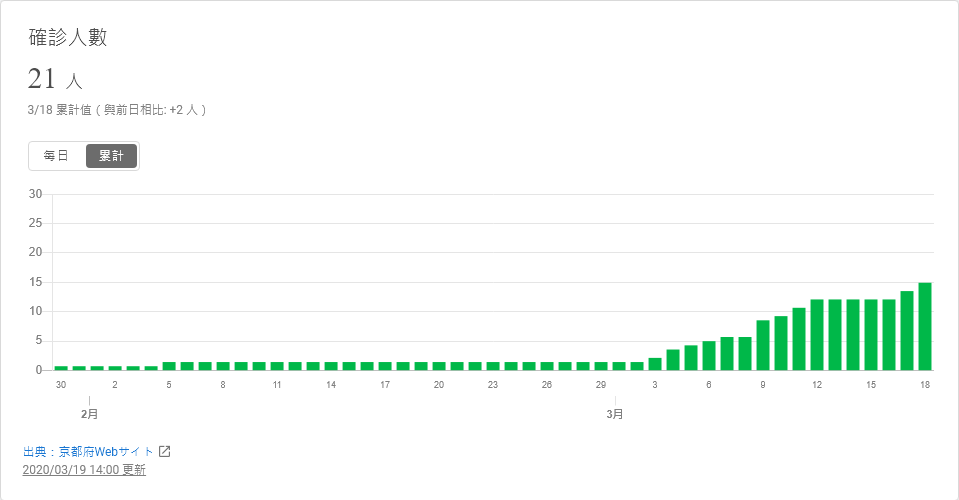 確診人數
21 人
3/18 累計值（與前日相比: +2 人）
每日 累計
30
25
20
15
10
5
0
30 2 5 8 11 14 17 20 23 26 29 3 6 9 12 15 18
2月 3月
出典：京都府Webサイト
2020/03/19 14:00 更新